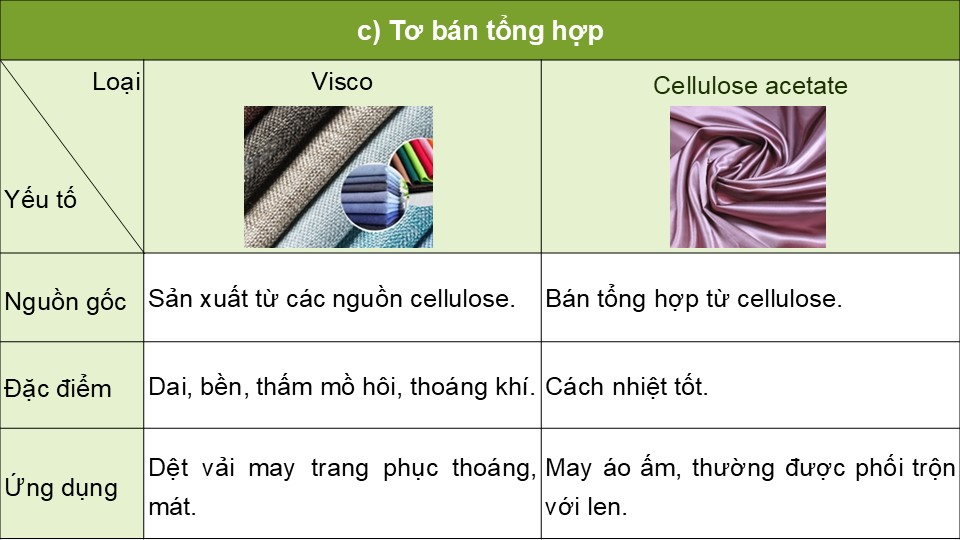 c) Tơ bán tổng hợp
Loại
Yếu tố
Visco
Cellulose acetate
Nguồn gốc
Sản xuất từ các nguồn cellulose.
Bán tổng hợp từ cellulose.
Đặc điểm
Dai, bền, thấm mồ hôi, thoáng khí.
Cách nhiệt tốt.
Ứng dụng
Dệt vải may trang phục thoáng,
mát.
May áo ấm, thường được phối trộn
với len.